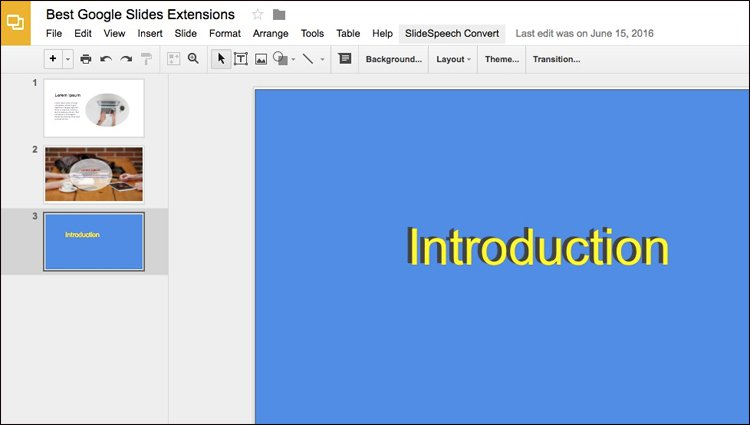 Best Google Slides Extensions
File Edit View Insert Slide Format Arrange Tools Table Help SlideSpeech Convert Last edit was on June 15, 2016
Background... Layout Theme... Transition...
1
Lorem Ipsum
2
3
Introduction
Introduction